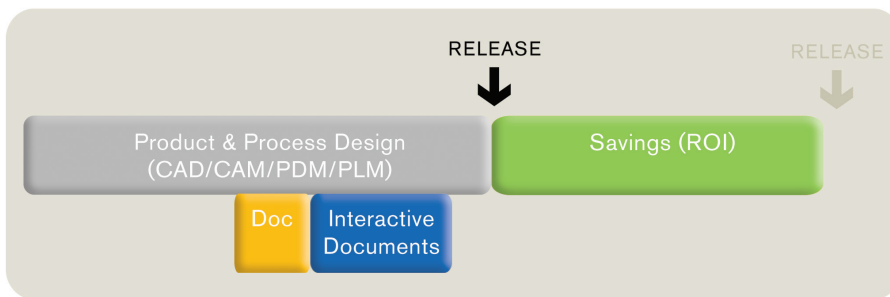 RELEASE
RELEASE
Product & Process Design
(CAD/CAM/PDM/PLM)
Savings (ROI)
Doc
Interactive
Documents